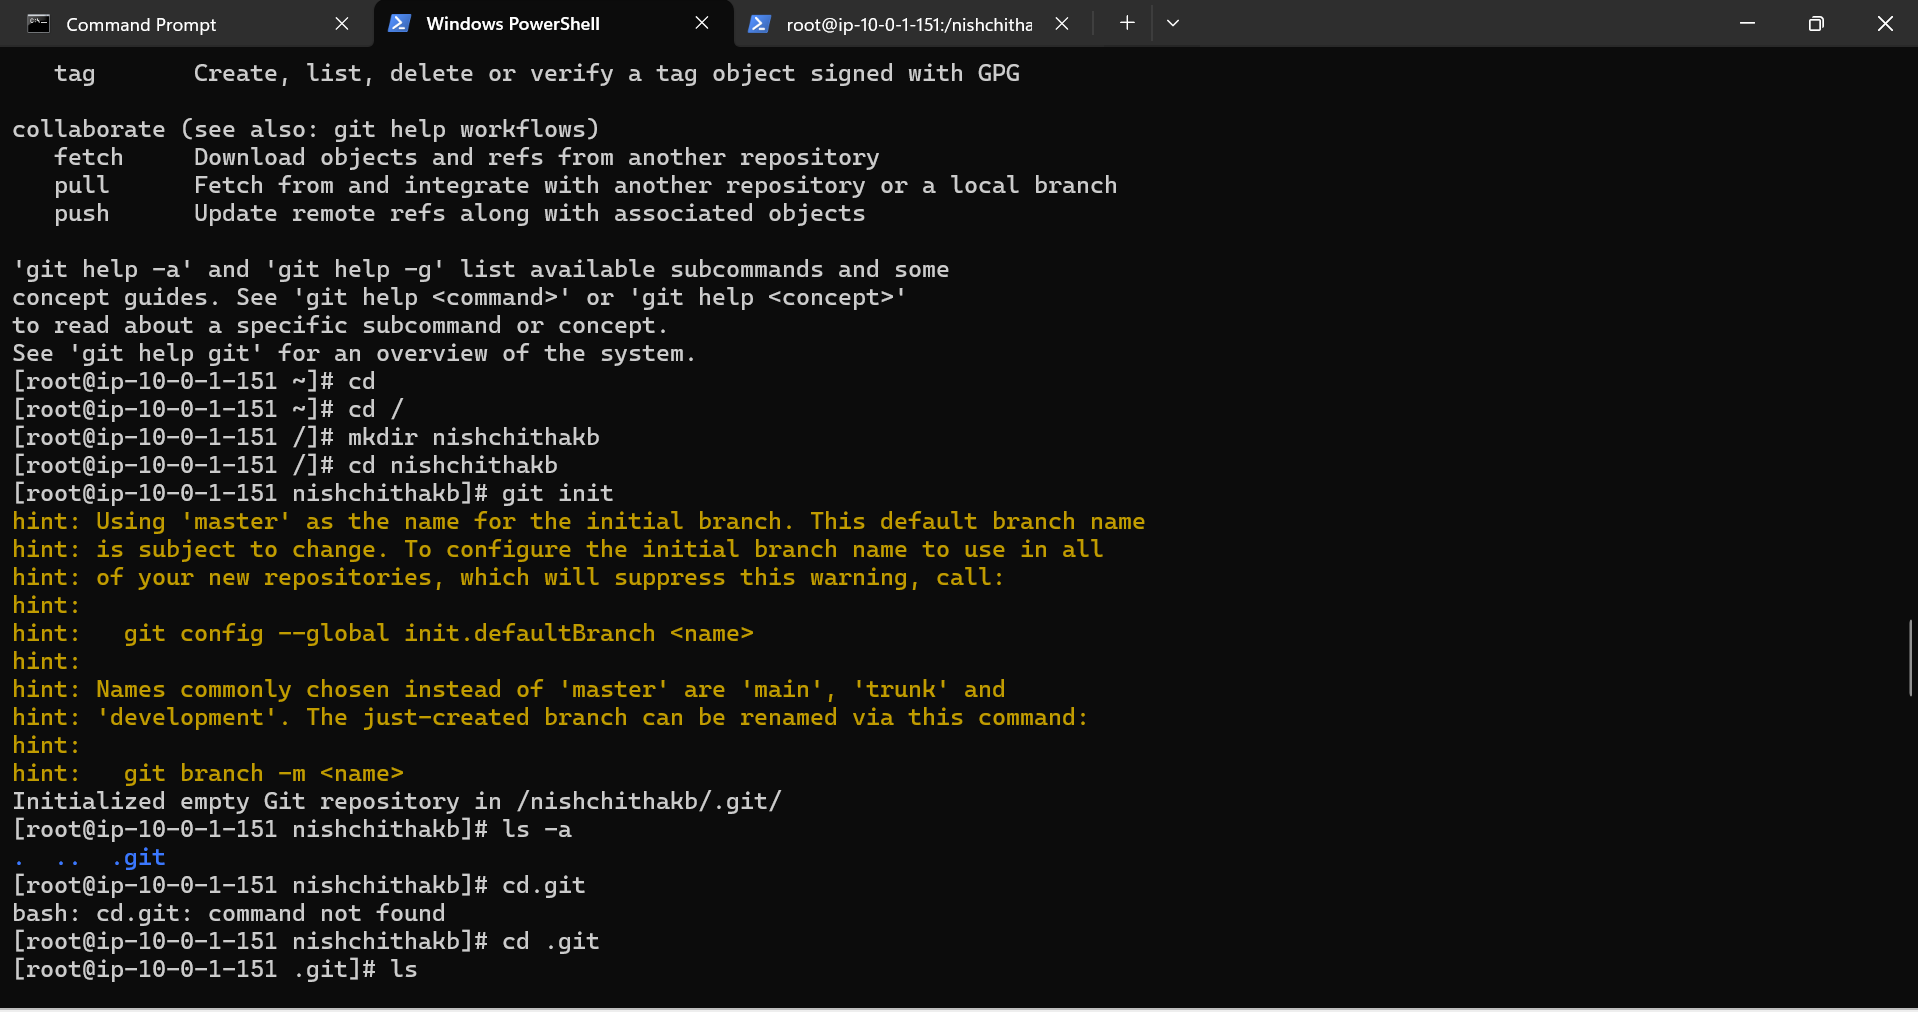 Command Prompt
Windows PowerShell
root@ip-10-0-1-151:/nishchitha
tag       Create, list, delete or verify a tag object signed with GPG
collaborate (see also: git help workflows)
fetch     Download objects and refs from another repository
pull      Fetch from and integrate with another repository or a local branch
push      Update remote refs along with associated objects
'git help -a' and 'git help -g' list available subcommands and some
concept guides. See 'git help <command>' or 'git help <concept>'
to read about a specific subcommand or concept.
See 'git help git' for an overview of the system.
[root@ip-10-0-1-151 ~]# cd
[root@ip-10-0-1-151 ~]# cd /
[root@ip-10-0-1-151 /]# mkdir nishchithakb
[root@ip-10-0-1-151 /]# cd nishchithakb
[root@ip-10-0-1-151 nishchithakb]# git init
hint: Using 'master' as the name for the initial branch. This default branch name
hint: is subject to change. To configure the initial branch name to use in all
hint: of your new repositories, which will suppress this warning, call:
hint:
hint:   git config --global init.defaultBranch <name>
hint:
hint: Names commonly chosen instead of 'master' are 'main', 'trunk' and
hint: 'development'. The just-created branch can be renamed via this command:
hint:
hint:   git branch -m <name>
Initialized empty Git repository in /nishchithakb/.git/
[root@ip-10-0-1-151 nishchithakb]# ls -a
.  ..  .git
[root@ip-10-0-1-151 nishchithakb]# cd.git
bash: cd.git: command not found
[root@ip-10-0-1-151 nishchithakb]# cd .git
[root@ip-10-0-1-151 .git]# ls